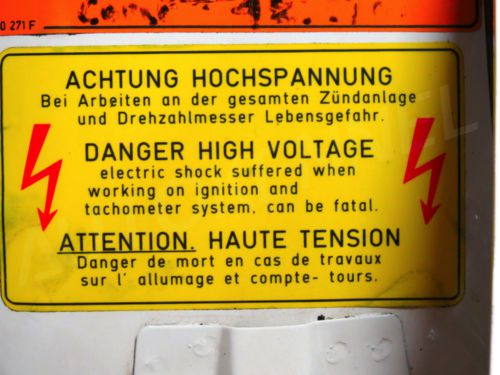 0 271 F
ACHTUNG HOCHSPANNUNG
Bei Arbeiten an der gesamten Zündanlage
und Drehzahlmesser Lebensgefahr.
DANGER HIGH VOLTAGE
electric shock suffered when
working on ignition and
tachometer system, can be fatal.
ATTENTION. HAUTE TENSION
Danger de mort en cas de travaux
sur l' allumage et compte- tours.